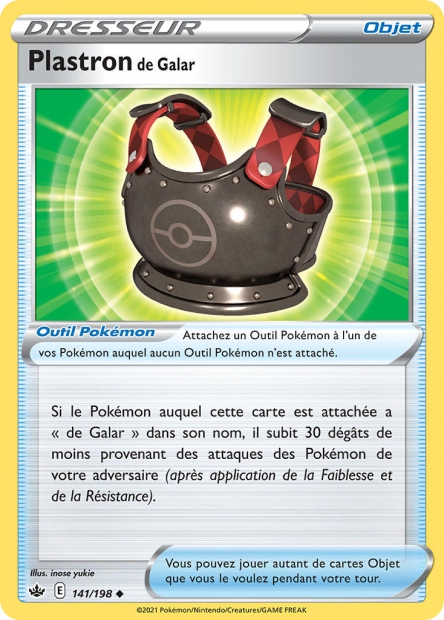 DRESSEUR Objet
Plastron de Galar
Outil Pokémon Attachez un Outil Pokémon à l'un de
vos Pokémon auquel aucun Outil Pokémon n'est attaché.
Si le Pokémon auquel cette carte est attachée a
« de Galar » dans son nom, il subit 30 dégâts de
moins provenant des attaques des Pokémon de
votre adversaire (après application de la Faiblesse et
de la Résistance).
Vous pouvez jouer autant de cartes Objet
que vous le voulez pendant votre tour.
Illus. inose yukie
E 141/198
©2021 Pokémon/Nintendo/Creatures/GAME FREAK